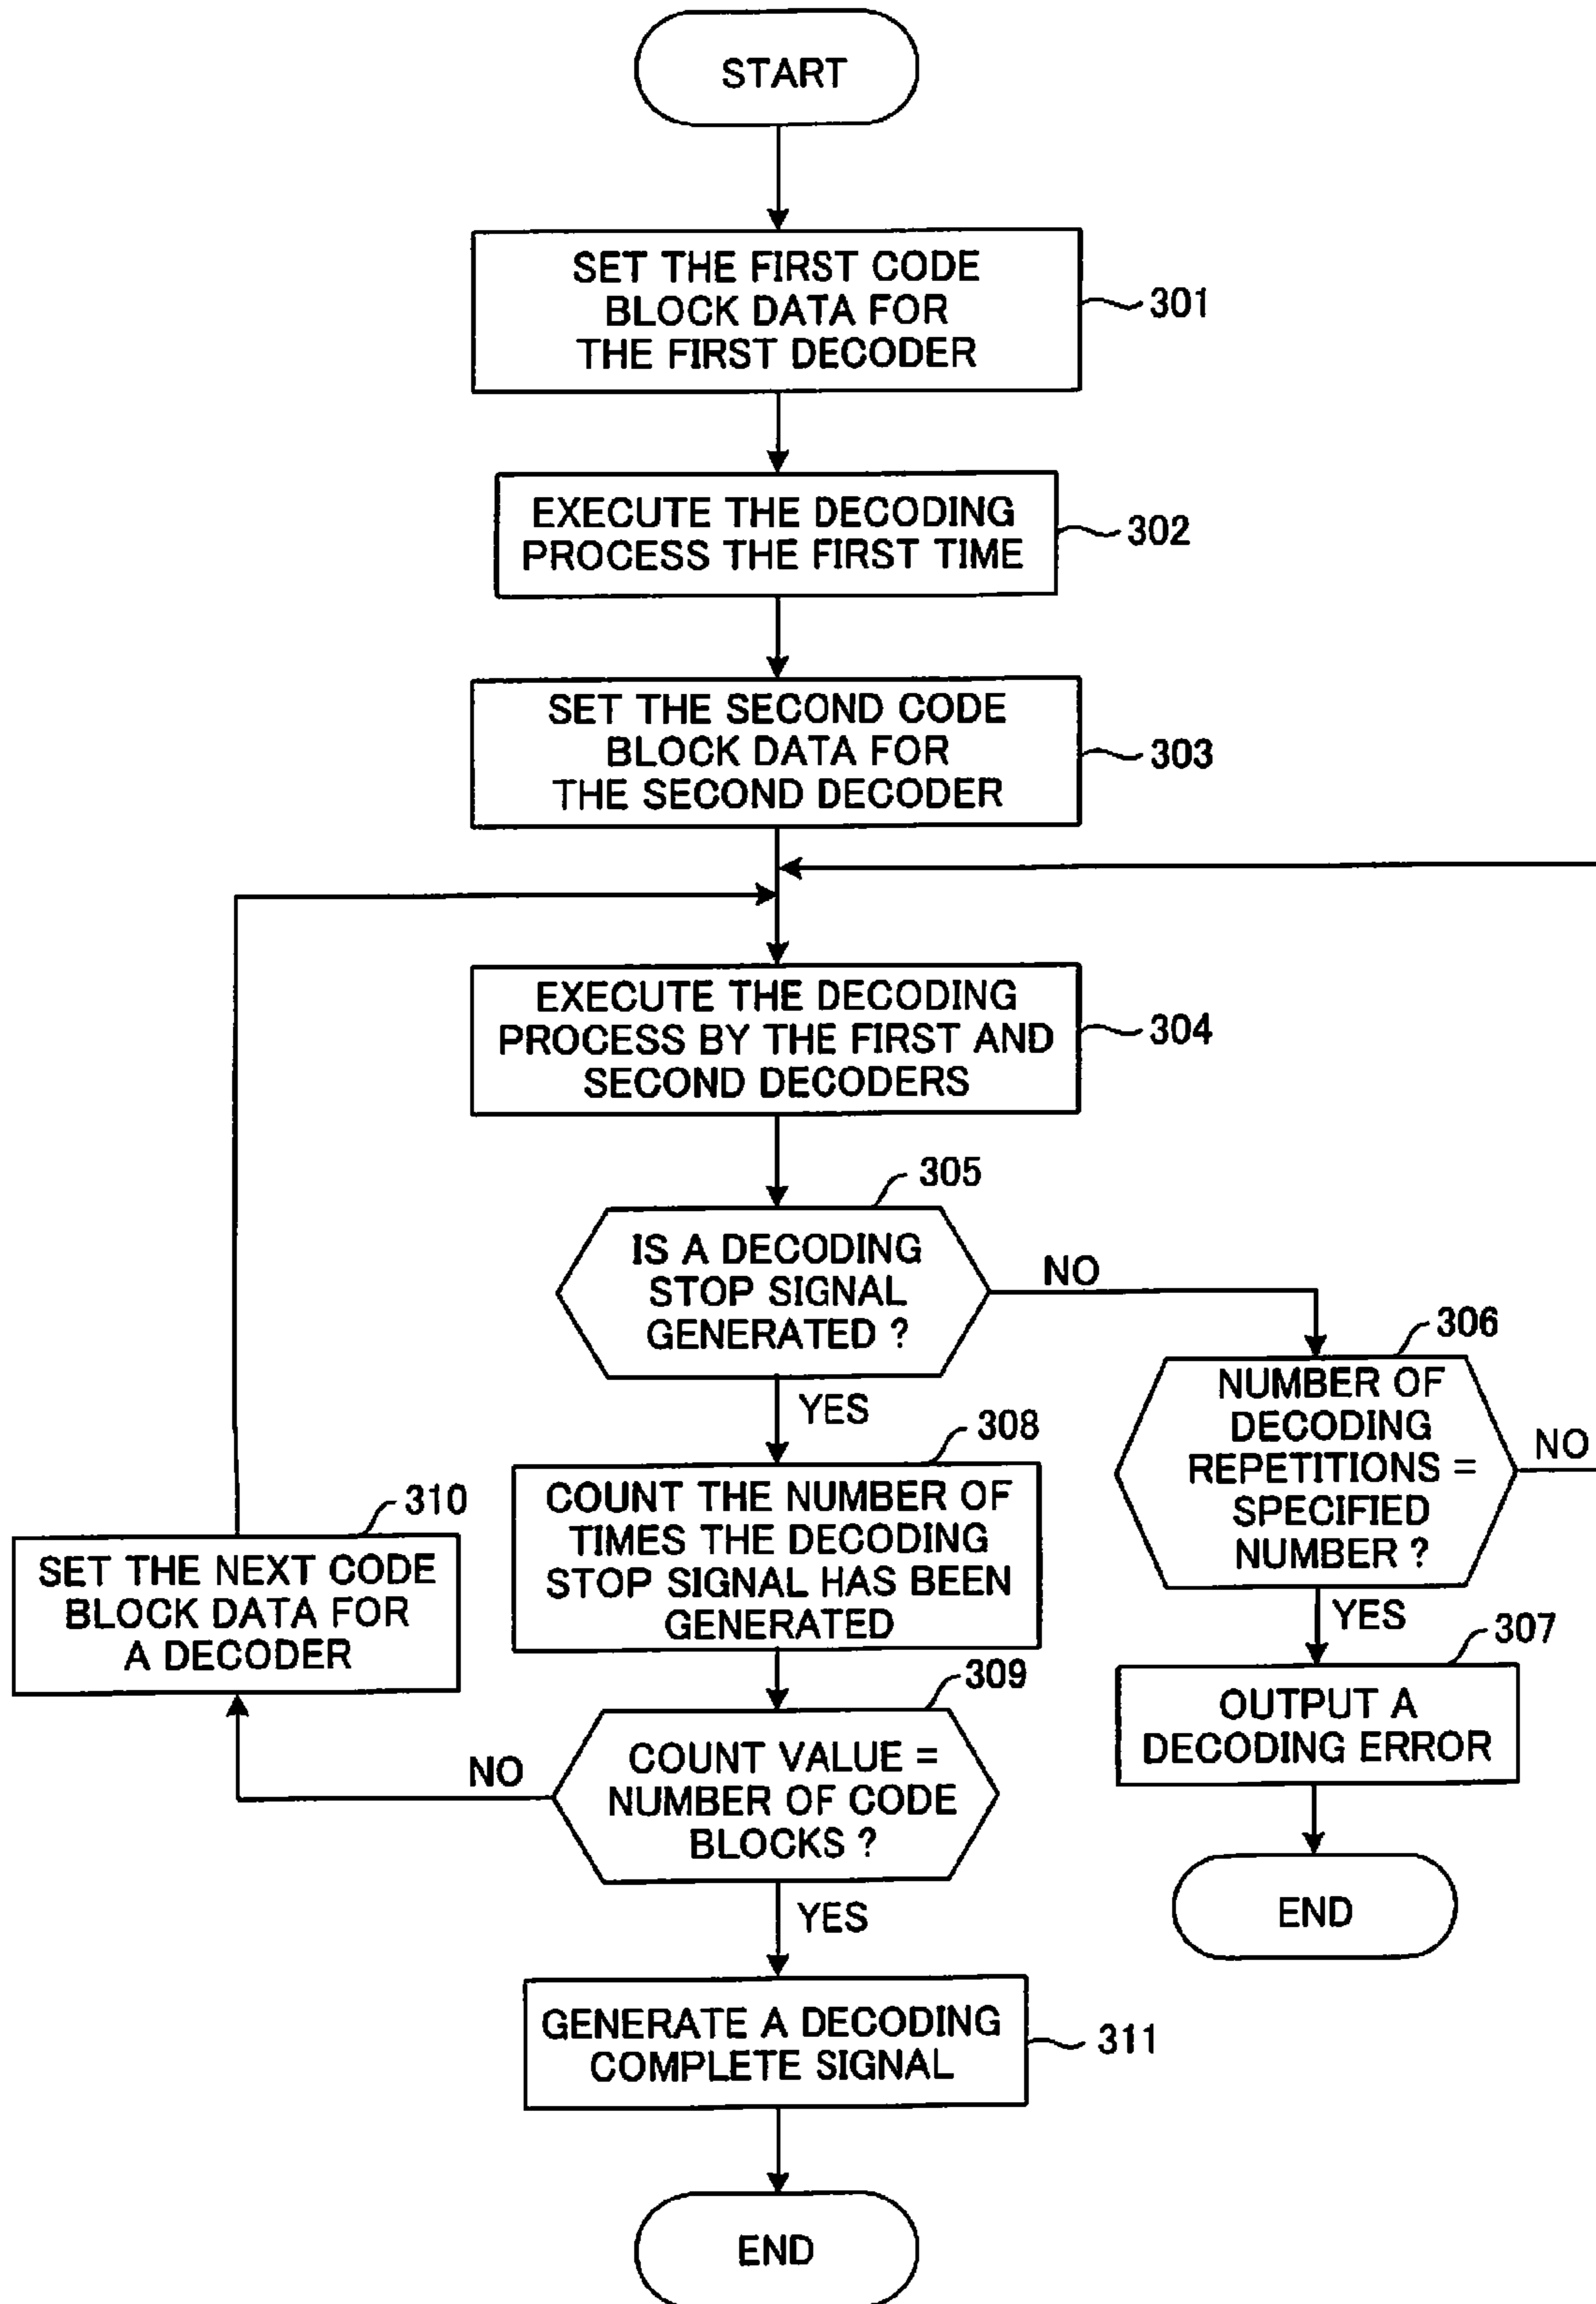 START
SET THE FIRST CODE
BLOCK DATA FOR
THE FIRST DECODER
301
EXECUTE THE DECODING
PROCESS THE FIRST TIME
302
SET THE SECOND CODE
BLOCK DATA FOR
THE SECOND DECODER
303
EXECUTE THE DECODING
PROCESS BY THE FIRST AND
SECOND DECODERS
304
305
IS A DECODING
STOP SIGNAL
GENERATED ?
NO
YES
306
NUMBER OF
DECODING
REPETITIONS =
SPECIFIED
NUMBER ?
NO
YES
307
OUTPUT A
DECODING ERROR
END
308
COUNT THE NUMBER OF
TIMES THE DECODING
STOP SIGNAL HAS BEEN
GENERATED
309
COUNT VALUE =
NUMBER OF CODE
BLOCKS ?
NO
310
SET THE NEXT CODE
BLOCK DATA FOR
A DECODER
YES
GENERATE A DECODING
COMPLETE SIGNAL
311
END